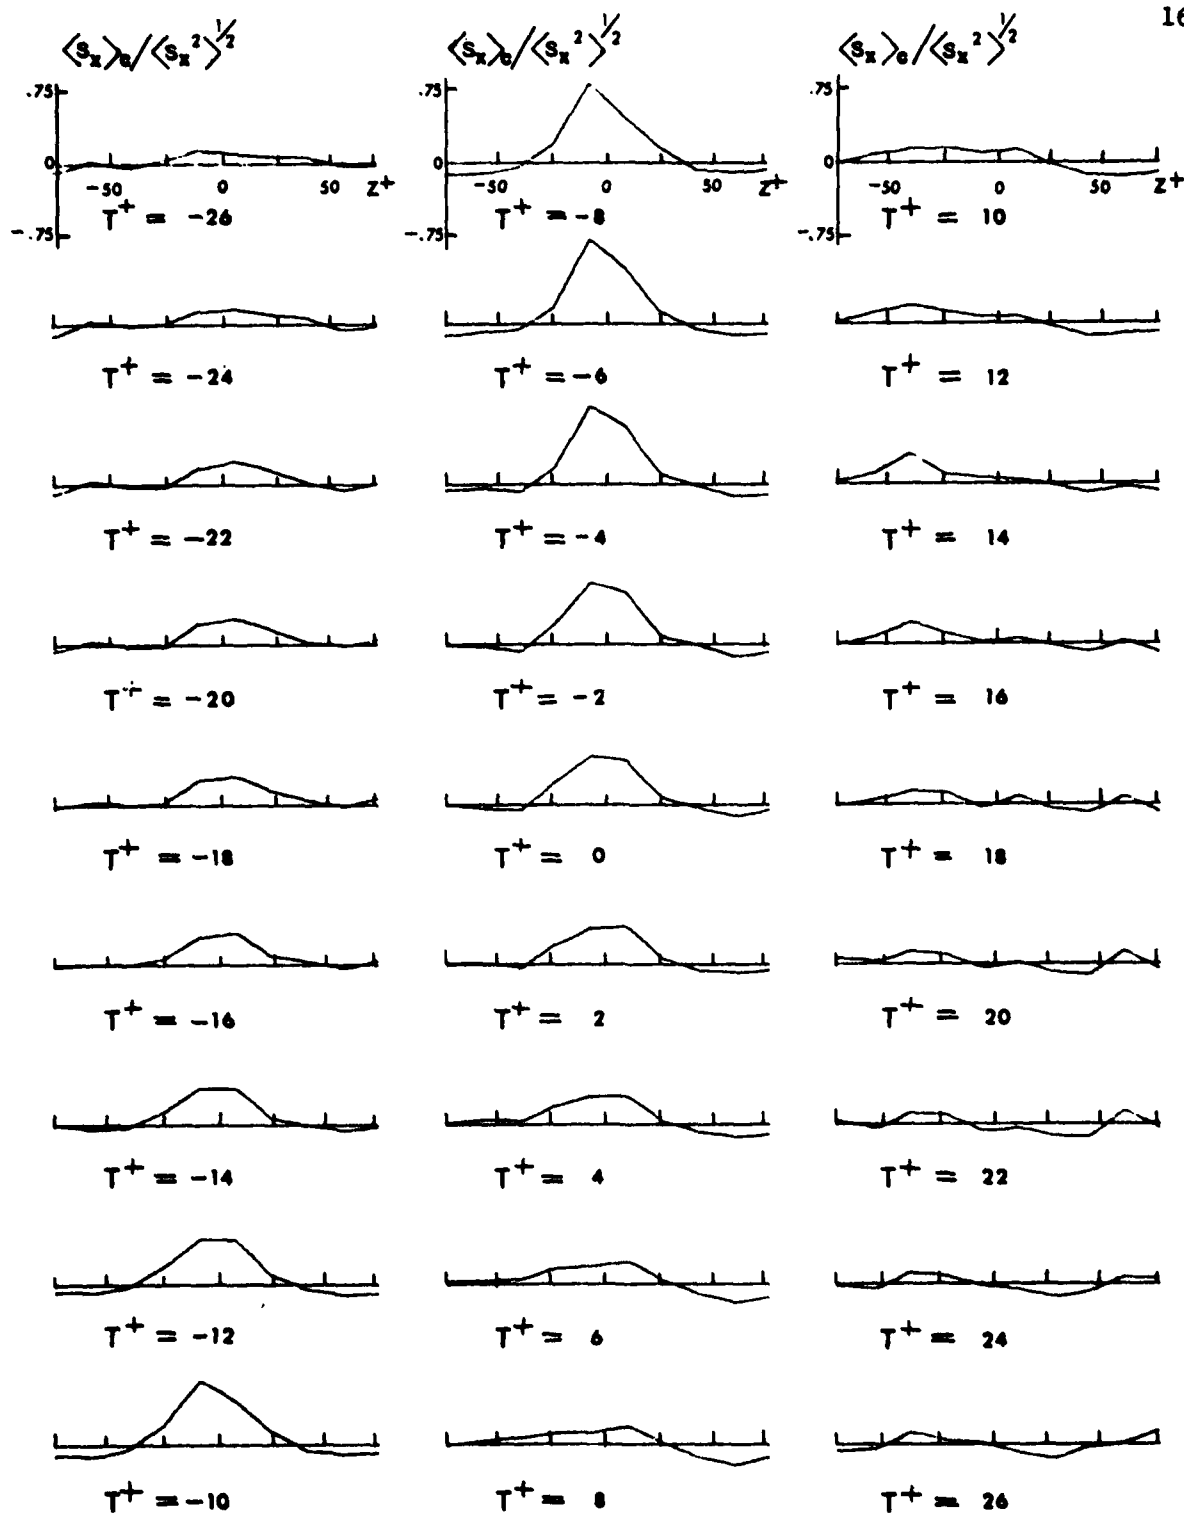 16
⟨Sₓ⟩c/⟨Sₓ²⟩^1/2 ⟨Sₓ⟩c/⟨Sₓ²⟩^1/2 ⟨Sₓ⟩c/⟨Sₓ²⟩^1/2
.75 .75 .75
0 0 0
-50 0 50 Z+ -50 0 50 Z+ -50 0 50 Z+
T+ = -26 T+ = -8 T+ = 10
-.75 -.75 -.75
T+ = -24 T+ = -6 T+ = 12
T+ = -22 T+ = -4 T+ = 14
T+ = -20 T+ = -2 T+ = 16
T+ = -18 T+ = 0 T+ = 18
T+ = -16 T+ = 2 T+ = 20
T+ = -14 T+ = 4 T+ = 22
T+ = -12 T+ = 6 T+ = 24
T+ = -10 T+ = 8 T+ = 26